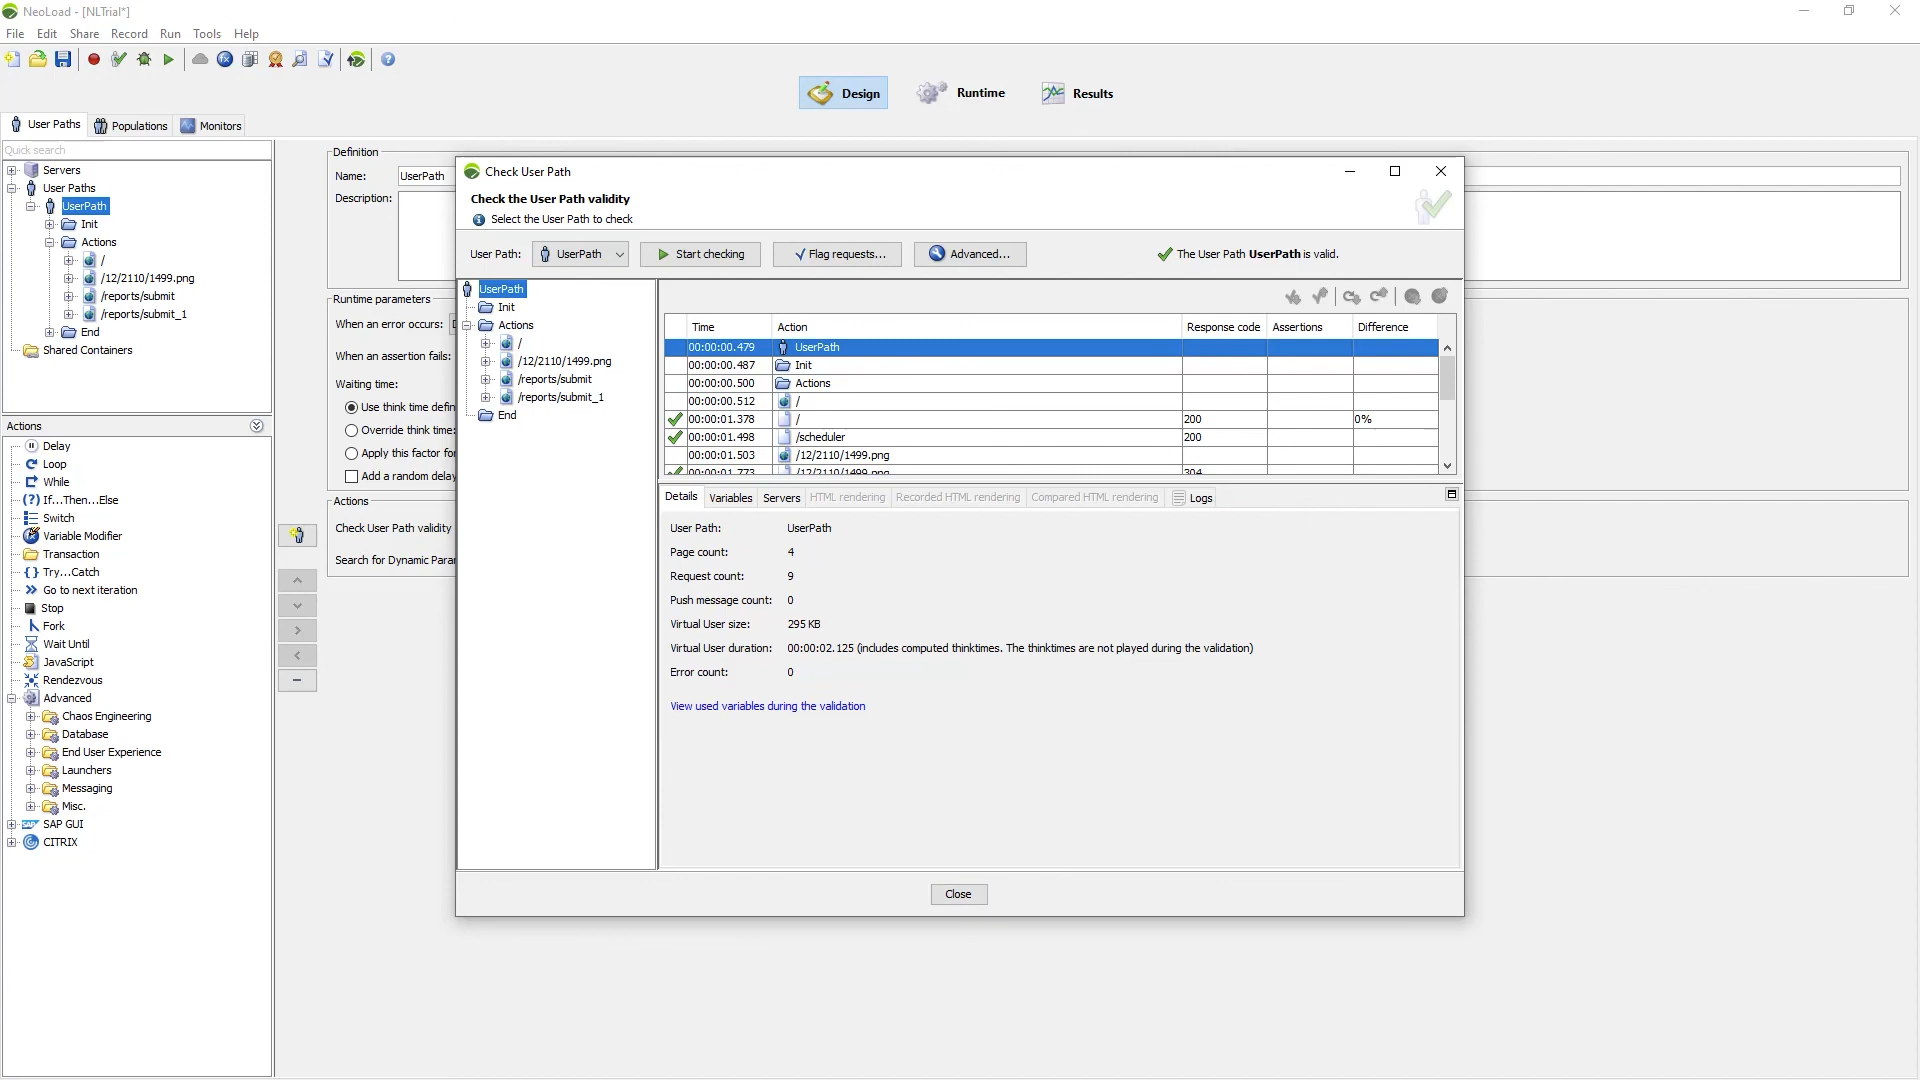 NeoLoad - [NLTrial*]
File Edit Share Record Run Tools Help
Design Runtime Results
User Paths Populations Monitors
Quick search
Servers
User Paths
UserPath
Init
Actions
/
/12/2110/1499.png
/reports/submit
/reports/submit_1
End
Shared Containers
Actions
Delay
Loop
While
If...Then...Else
Switch
Variable Modifier
Transaction
Try...Catch
Go to next iteration
Stop
Fork
Wait Until
JavaScript
Rendezvous
Advanced
Chaos Engineering
Database
End User Experience
Launchers
Messaging
Misc.
SAP GUI
CITRIX
Definition
Name: UserPath
Description:
Runtime parameters
When an error occurs:
When an assertion fails:
Waiting time:
Use think time defin
Override think time:
Apply this factor for
Add a random delay
Actions
Check User Path validity
Search for Dynamic Parar
Check User Path
Check the User Path validity
Select the User Path to check
User Path: UserPath Start checking Flag requests... Advanced... The User Path UserPath is valid.
UserPath
Init
Actions
/
/12/2110/1499.png
/reports/submit
/reports/submit_1
End
Time Action Response code Assertions Difference
00:00:00.479 UserPath
00:00:00.487 Init
00:00:00.500 Actions
00:00:00.512 /
00:00:01.378 / 200 0%
00:00:01.498 /scheduler 200
00:00:01.503 /12/2110/1499.png
00:00:01.773 /12/2110/1499.png 304
Details Variables Servers HTML rendering Recorded HTML rendering Compared HTML rendering Logs
User Path: UserPath
Page count: 4
Request count: 9
Push message count: 0
Virtual User size: 295 KB
Virtual User duration: 00:00:02.125 (includes computed thinktimes. The thinktimes are not played during the validation)
Error count: 0
View used variables during the validation
Close